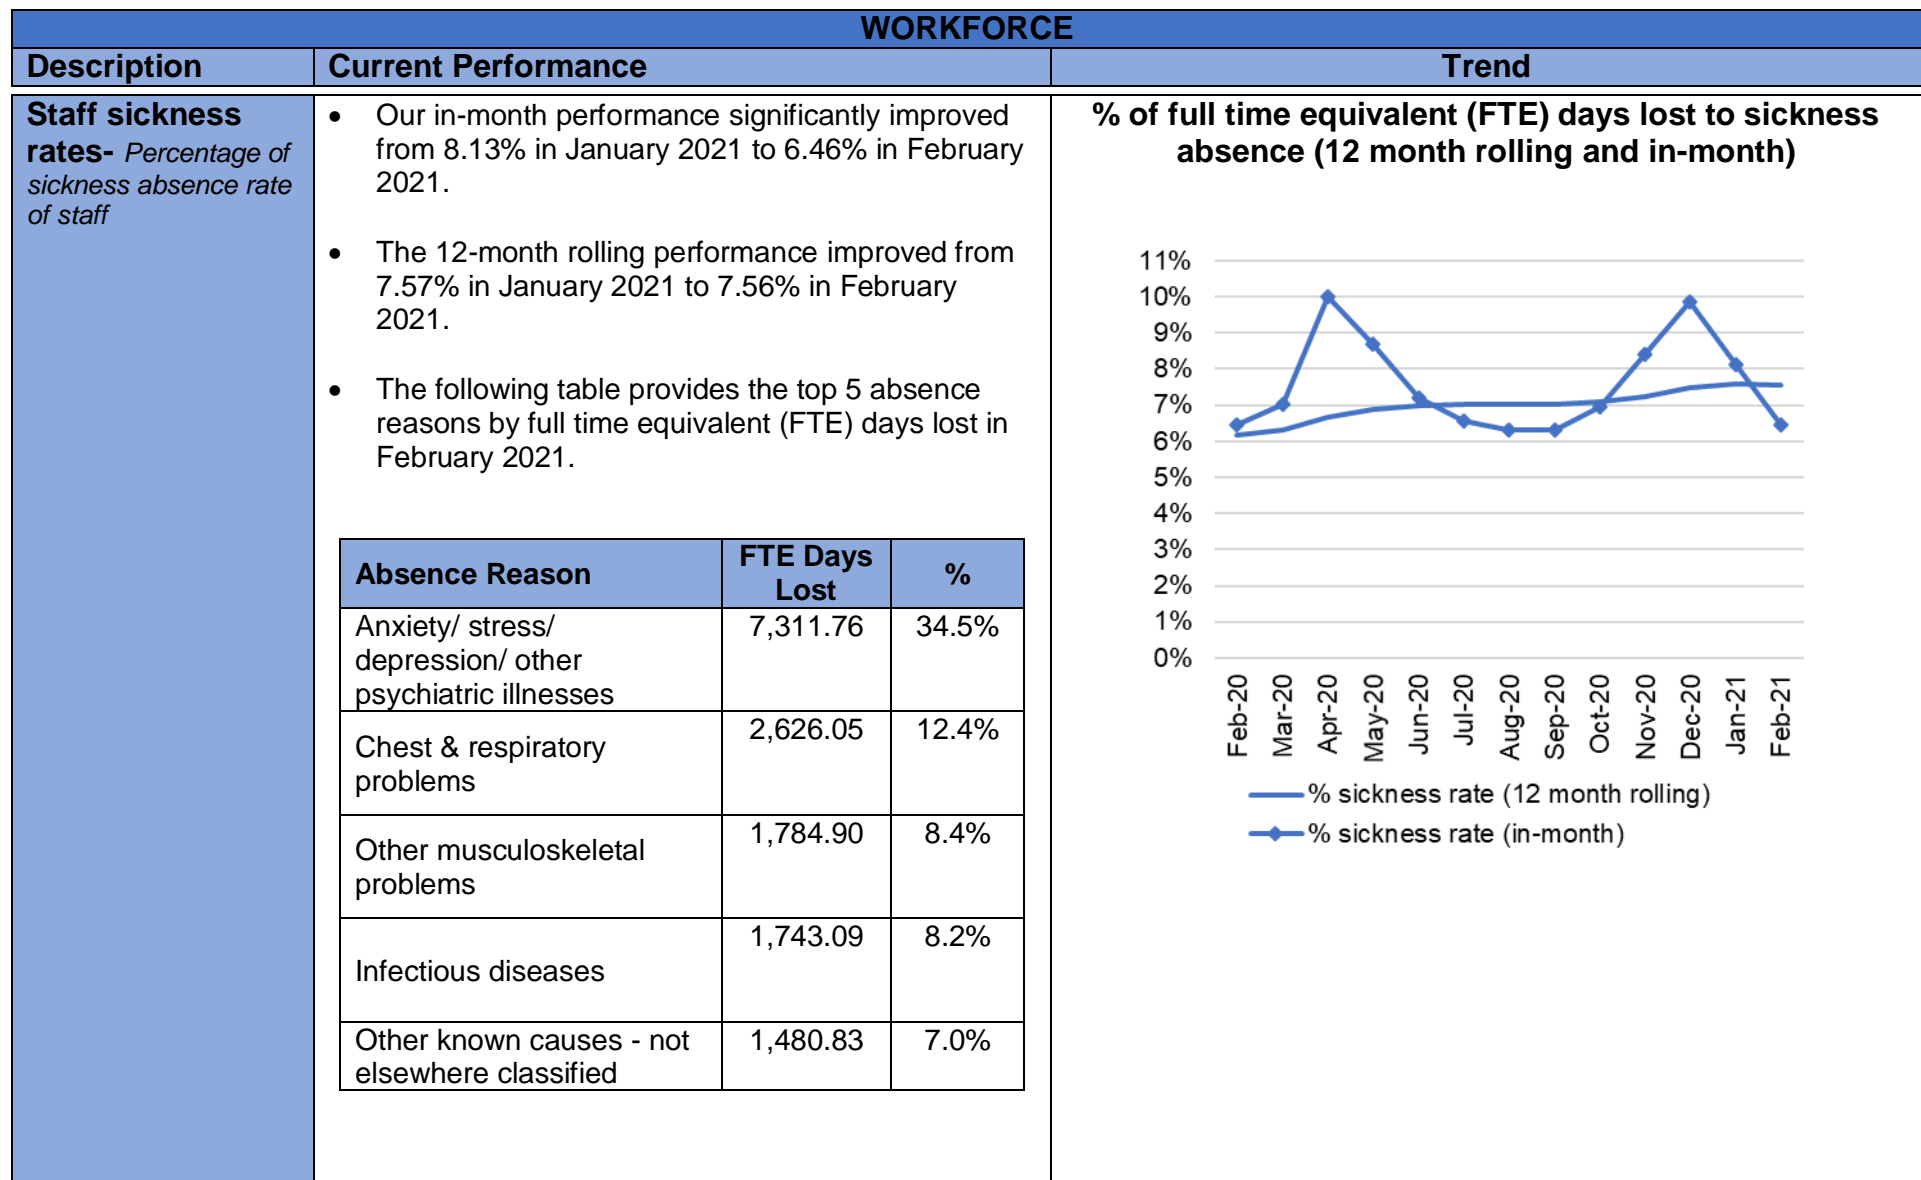 WORKFORCE
Description
Current Performance
Trend
Staff sickness
rates- Percentage of
sickness absence rate
of staff
• Our in-month performance significantly improved
from 8.13% in January 2021 to 6.46% in February
2021.
• The 12-month rolling performance improved from
7.57% in January 2021 to 7.56% in February
2021.
• The following table provides the top 5 absence
reasons by full time equivalent (FTE) days lost in
February 2021.
Absence Reason
FTE Days
Lost
%
Anxiety/ stress/
depression/ other
psychiatric illnesses
7,311.76
34.5%
Chest & respiratory
problems
2,626.05
12.4%
Other musculoskeletal
problems
1,784.90
8.4%
Infectious diseases
1,743.09
8.2%
Other known causes - not
elsewhere classified
1,480.83
7.0%
% of full time equivalent (FTE) days lost to sickness
absence (12 month rolling and in-month)
11%
10%
9%
8%
7%
6%
5%
4%
3%
2%
1%
0%
Feb-20
Mar-20
Apr-20
May-20
Jun-20
Jul-20
Aug-20
Sep-20
Oct-20
Nov-20
Dec-20
Jan-21
Feb-21
% sickness rate (12 month rolling)
% sickness rate (in-month)